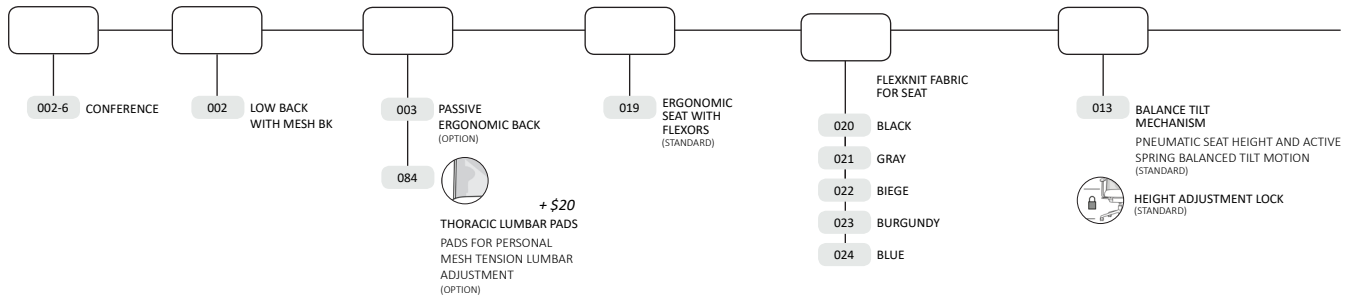 002-6 CONFERENCE
002 LOW BACK
WITH MESH BK
003 PASSIVE
ERGONOMIC BACK
(OPTION)
084
+ $20
THORACIC LUMBAR PADS
PADS FOR PERSONAL
MESH TENSION LUMBAR
ADJUSTMENT
(OPTION)
019 ERGONOMIC
SEAT WITH
FLEXORS
(STANDARD)
FLEXKNIT FABRIC
FOR SEAT
020 BLACK
021 GRAY
022 BIEGE
023 BURGUNDY
024 BLUE
013 BALANCE TILT
MECHANISM
PNEUMATIC SEAT HEIGHT AND ACTIVE
SPRING BALANCED TILT MOTION
(STANDARD)
HEIGHT ADJUSTMENT LOCK
(STANDARD)